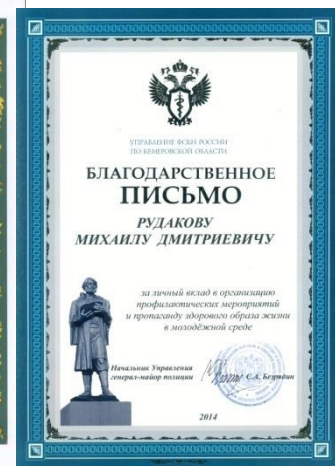 УПРАВЛЕНИЕ ФСКН РОССИИ
ПО КЕМЕРОВСКОЙ ОБЛАСТИ
БЛАГОДАРСТВЕННОЕ
ПИСЬМО
РУДАКОВУ
МИХАИЛУ ДМИТРИЕВИЧУ
за личный вклад в организацию
профилактических мероприятий
и пропаганду здорового образа жизни
в молодёжной среде
Начальник Управления
генерал-майор полиции С.А. Безрядин
2014